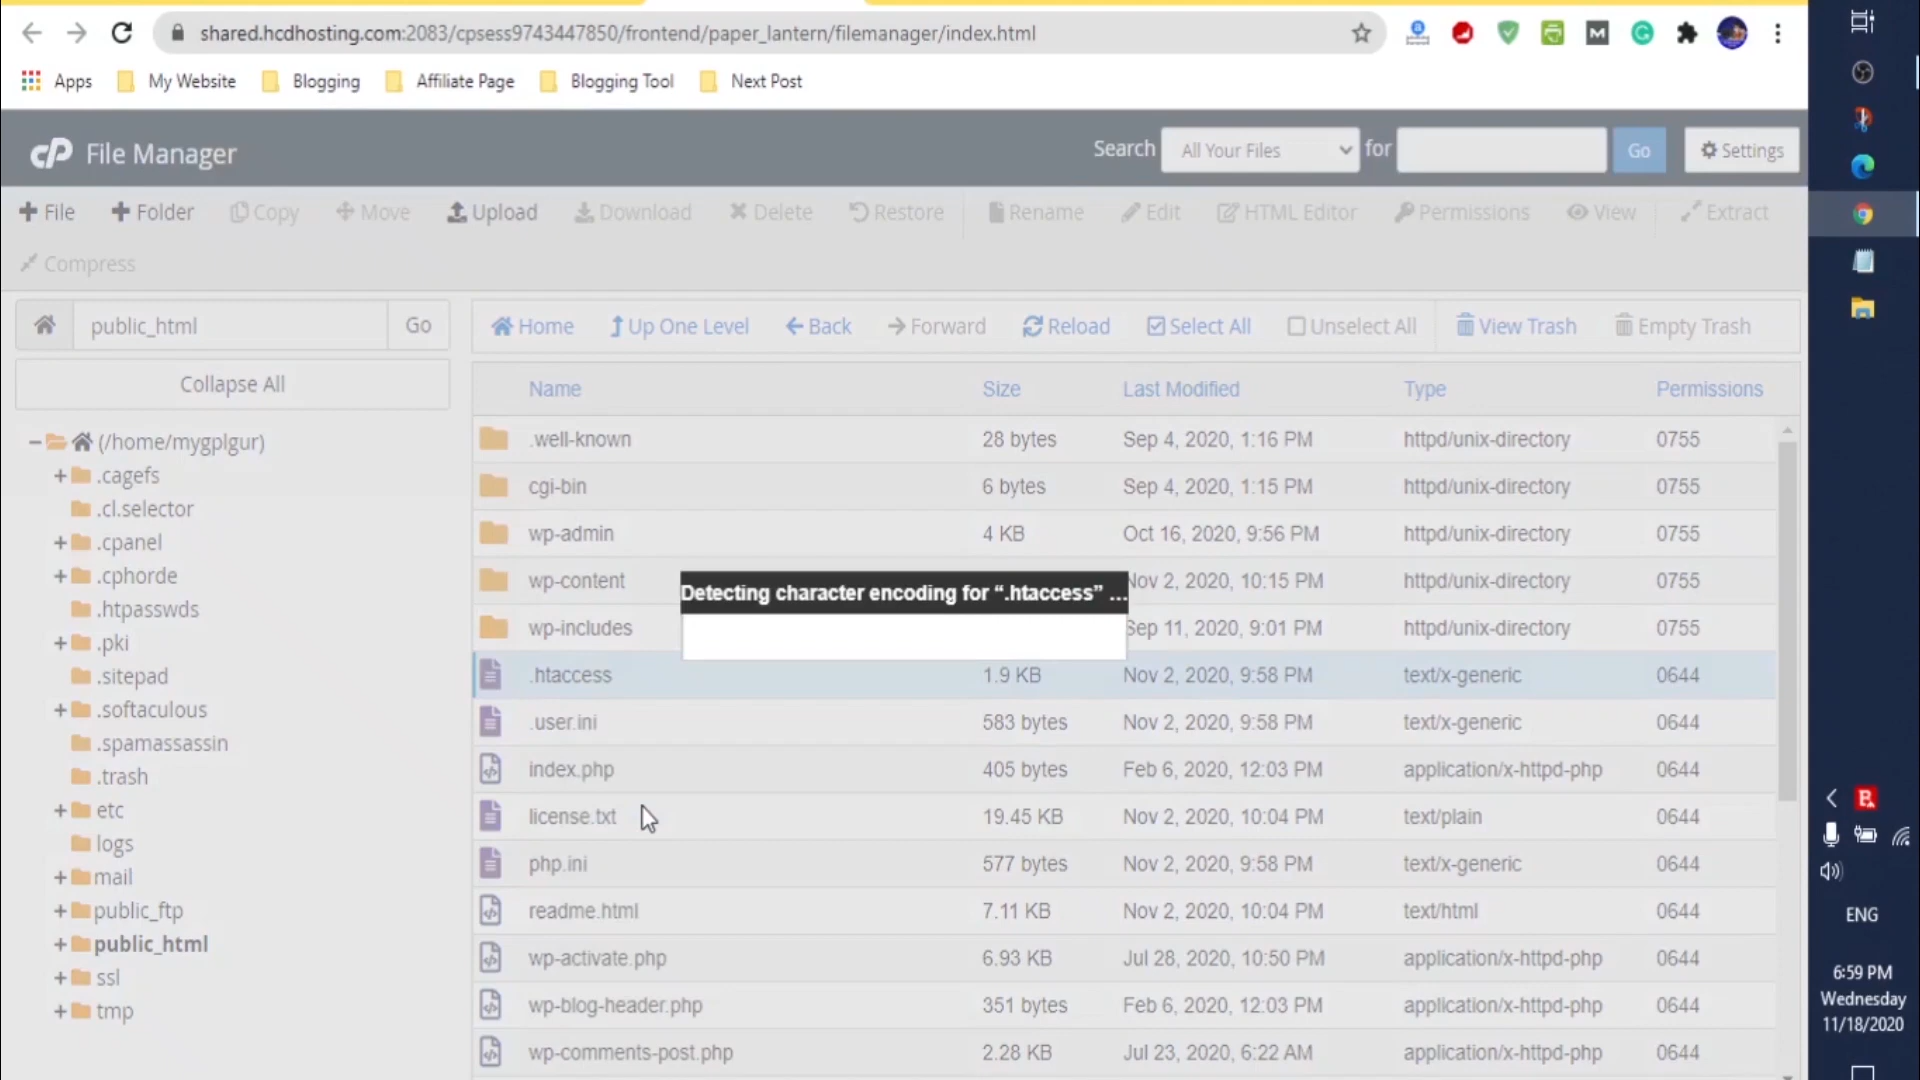 shared.hcdhosting.com:2083/cpsess9743447850/frontend/paper_lantern/filemanager/index.html
Apps My Website Blogging Affiliate Page Blogging Tool Next Post
cP File Manager Search All Your Files for Go Settings
File Folder Copy Move Upload Download Delete Restore Rename Edit HTML Editor Permissions View Extract
Compress
public_html Go
Home Up One Level Back Forward Reload Select All Unselect All View Trash Empty Trash
Collapse All
(/home/mygplgur)
.cagefs
.cl.selector
.cpanel
.cphorde
.htpasswds
.pki
.sitepad
.softaculous
.spamassassin
.trash
etc
logs
mail
public_ftp
public_html
ssl
tmp
Name Size Last Modified Type Permissions
.well-known 28 bytes Sep 4, 2020, 1:16 PM httpd/unix-directory 0755
cgi-bin 6 bytes Sep 4, 2020, 1:15 PM httpd/unix-directory 0755
wp-admin 4 KB Oct 16, 2020, 9:56 PM httpd/unix-directory 0755
wp-content Nov 2, 2020, 10:15 PM httpd/unix-directory 0755
Detecting character encoding for “.htaccess” ...
wp-includes Sep 11, 2020, 9:01 PM httpd/unix-directory 0755
.htaccess 1.9 KB Nov 2, 2020, 9:58 PM text/x-generic 0644
.user.ini 583 bytes Nov 2, 2020, 9:58 PM text/x-generic 0644
index.php 405 bytes Feb 6, 2020, 12:03 PM application/x-httpd-php 0644
license.txt 19.45 KB Nov 2, 2020, 10:04 PM text/plain 0644
php.ini 577 bytes Nov 2, 2020, 9:58 PM text/x-generic 0644
readme.html 7.11 KB Nov 2, 2020, 10:04 PM text/html 0644
wp-activate.php 6.93 KB Jul 28, 2020, 10:50 PM application/x-httpd-php 0644
wp-blog-header.php 351 bytes Feb 6, 2020, 12:03 PM application/x-httpd-php 0644
wp-comments-post.php 2.28 KB Jul 23, 2020, 6:22 AM application/x-httpd-php 0644
ENG
6:59 PM
Wednesday
11/18/2020